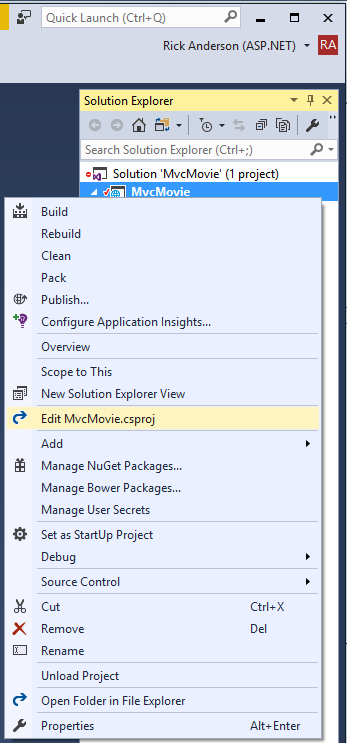 Quick Launch (Ctrl+Q)
Rick Anderson (ASP.NET) RA
Solution Explorer
Search Solution Explorer (Ctrl+;)
Solution 'MvcMovie' (1 project)
MvcMovie
Build
Rebuild
Clean
Pack
Publish...
Configure Application Insights...
Overview
Scope to This
New Solution Explorer View
Edit MvcMovie.csproj
Add
Manage NuGet Packages...
Manage Bower Packages...
Manage User Secrets
Set as StartUp Project
Debug
Source Control
Cut Ctrl+X
Remove Del
Rename
Unload Project
Open Folder in File Explorer
Properties Alt+Enter